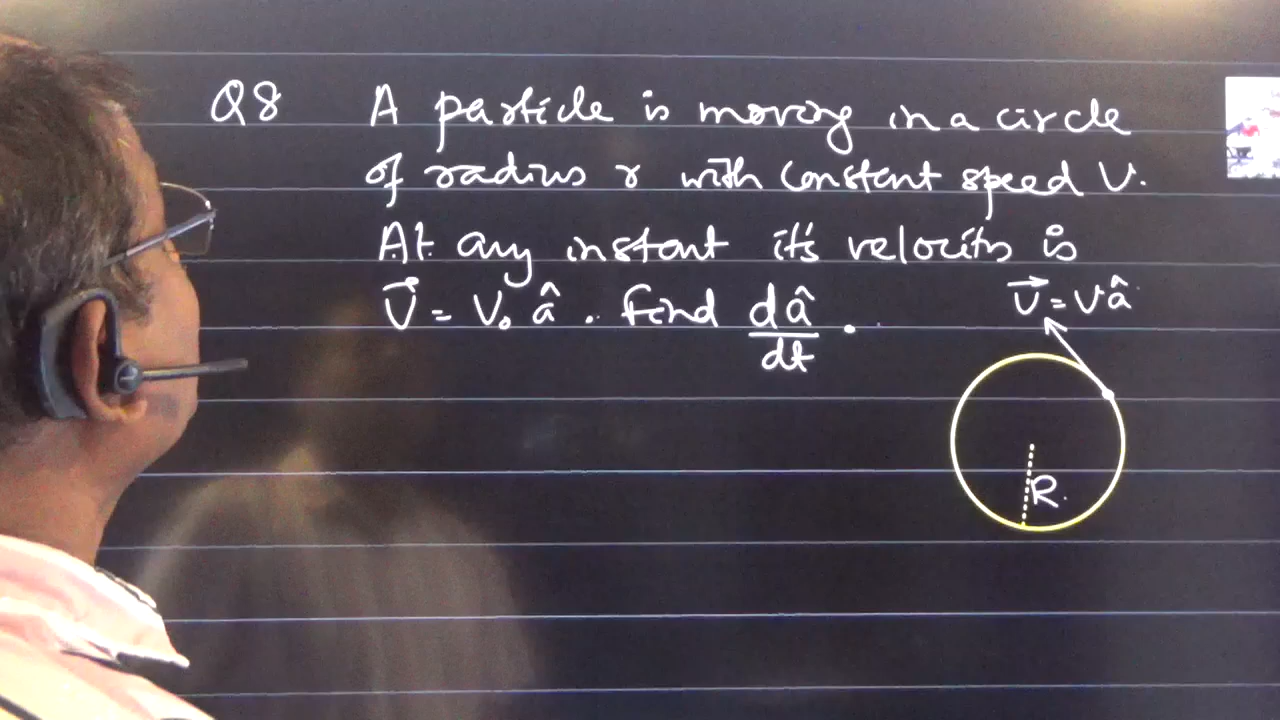 Q8 A particle is moving in a circle
of radius r with constant speed V.
At any instant it's velocity is
V⃗ = V₀ â . find dâ/dt .
V⃗ = V â
R.